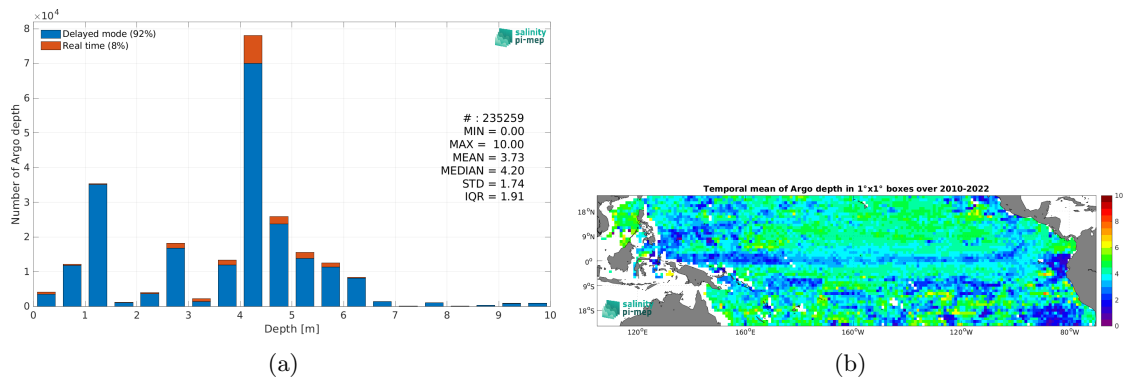 ×10⁴
8
7
6
5
4
3
2
1
0
Number of Argo depth
Delayed mode (92%)
Real time (8%)
salinity
pi-mep
# : 235259
MIN = 0.00
MAX = 10.00
MEAN = 3.73
MEDIAN = 4.20
STD = 1.74
IQR = 1.91
0 1 2 3 4 5 6 7 8 9 10
Depth [m]
(a)
Temporal mean of Argo depth in 1°x1° boxes over 2010-2022
18°N
9°N
0°
9°S
18°S
salinity
pi-mep
120°E 160°E 160°W 120°W 80°W
10
8
6
4
2
0
(b)